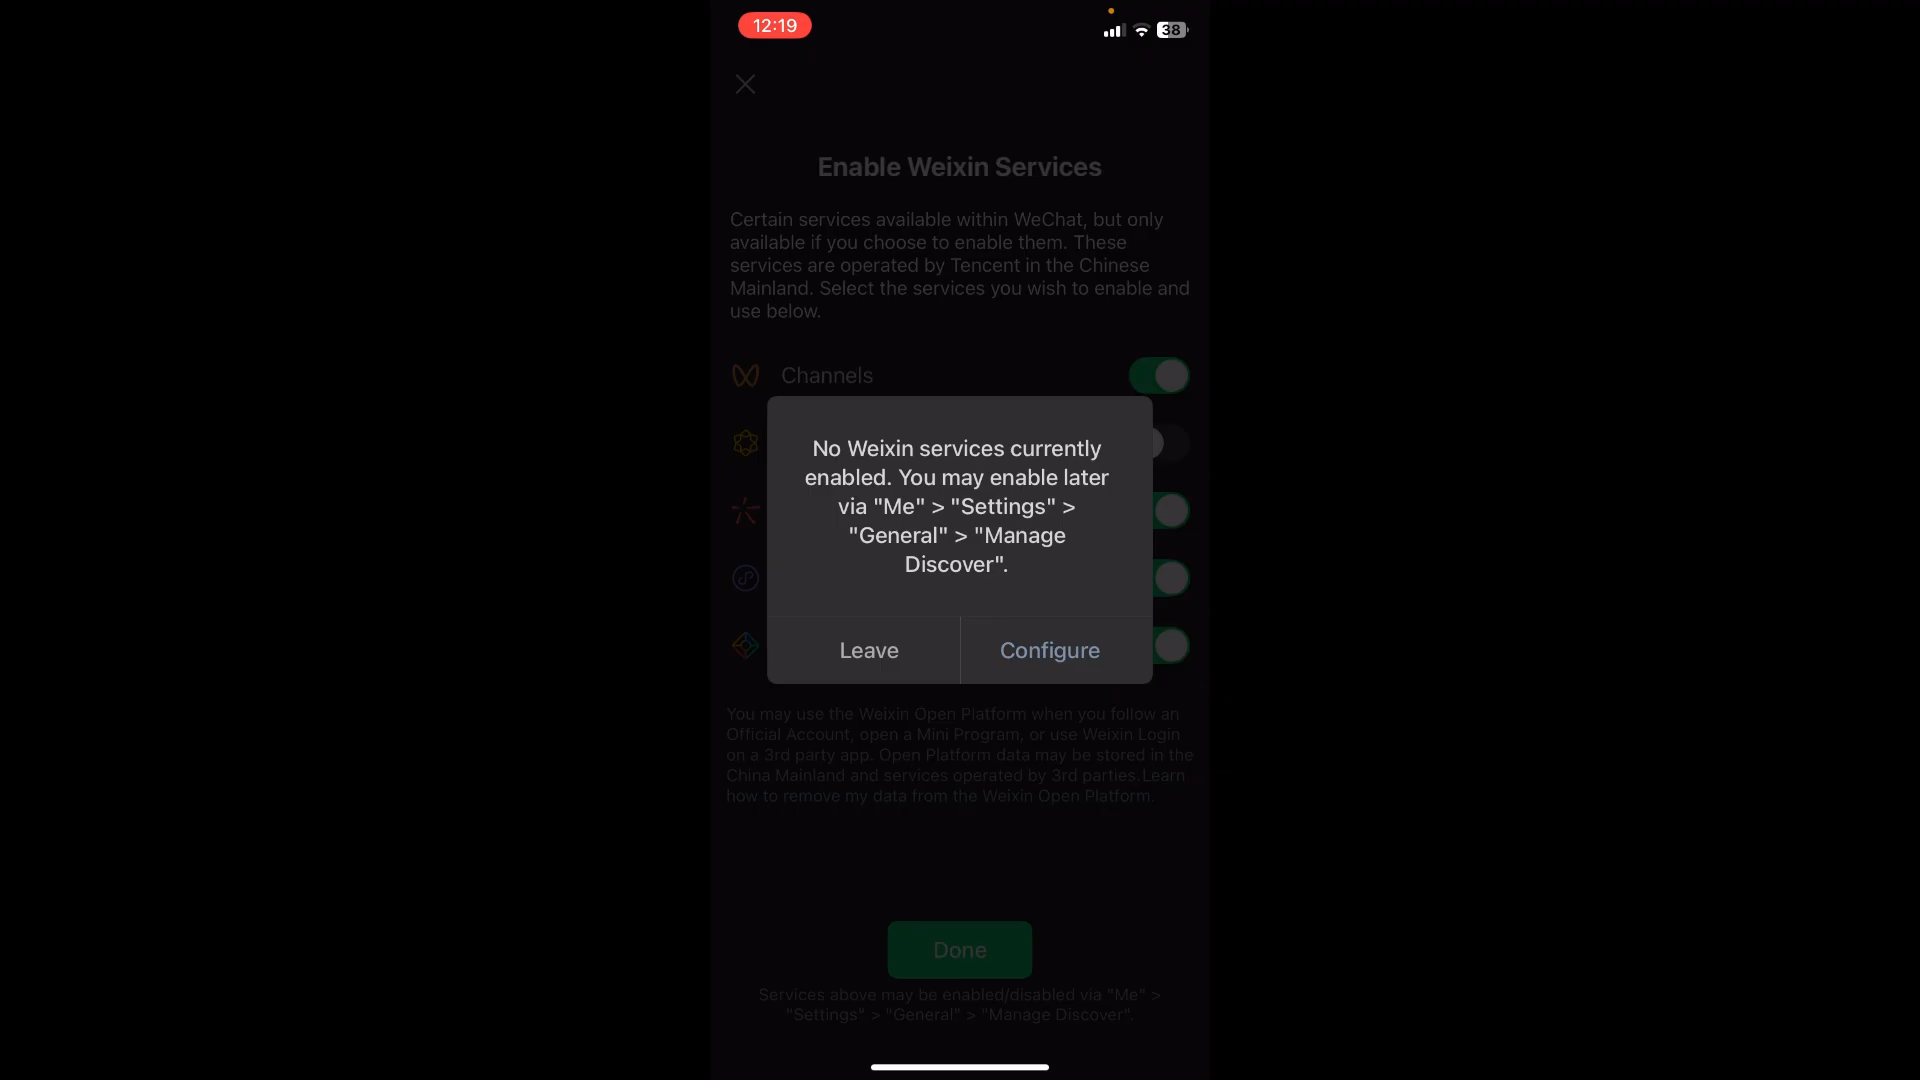 12:19
38
Enable Weixin Services
Certain services available within WeChat, but only
available if you choose to enable them. These
services are operated by Tencent in the Chinese
Mainland. Select the services you wish to enable and
use below.
Channels
No Weixin services currently
enabled. You may enable later
via "Me" > "Settings" >
"General" > "Manage
Discover".
Leave
Configure
You may use the Weixin Open Platform when you follow an
Official Account, open a Mini Program, or use Weixin Login
on a 3rd party app. Open Platform data may be stored in the
China Mainland and services operated by 3rd parties.Learn
how to remove my data from the Weixin Open Platform.
Done
Services above may be enabled/disabled via "Me" >
"Settings" > "General" > "Manage Discover".